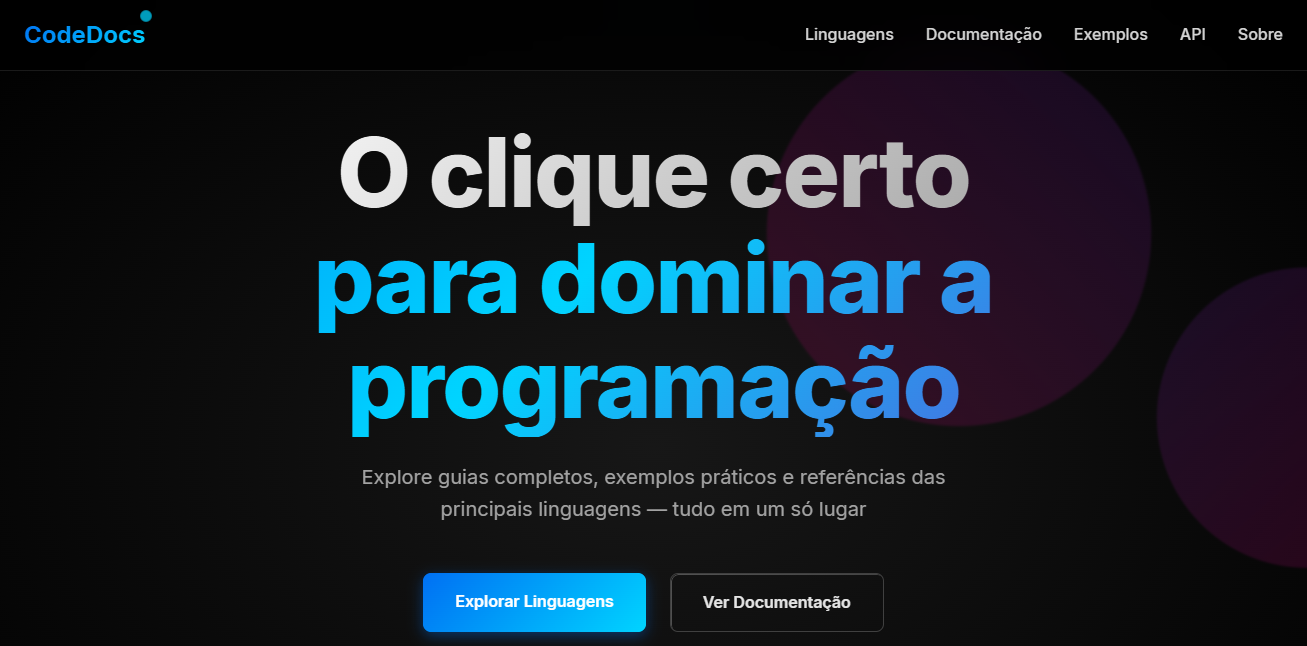 CodeDocs
Linguagens Documentação Exemplos API Sobre
O clique certo
para dominar a
programação
Explore guias completos, exemplos práticos e referências das
principais linguagens — tudo em um só lugar
Explorar Linguagens Ver Documentação